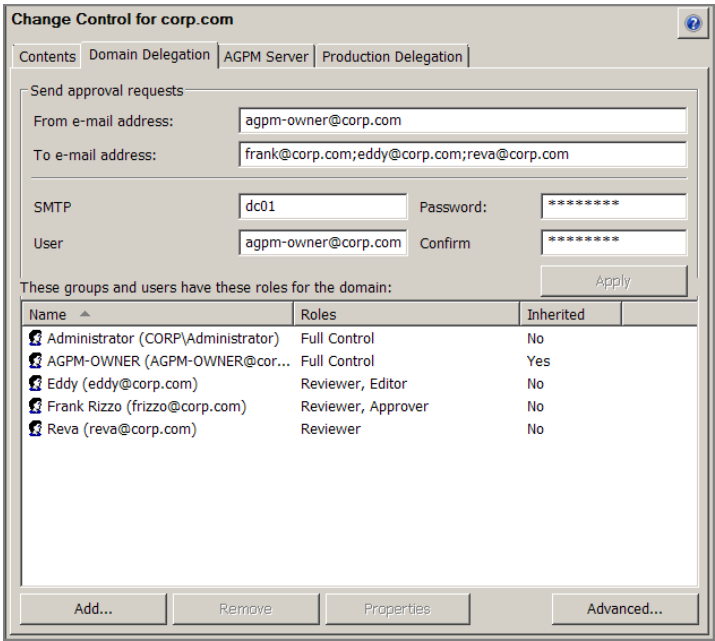 Change Control for corp.com
Contents Domain Delegation AGPM Server Production Delegation
Send approval requests
From e-mail address: agpm-owner@corp.com
To e-mail address: frank@corp.com;eddy@corp.com;reva@corp.com
SMTP dc01 Password: ********
User agpm-owner@corp.com Confirm ********
Apply
These groups and users have these roles for the domain:
Name Roles Inherited
Administrator (CORP\Administrator) Full Control No
AGPM-OWNER (AGPM-OWNER@cor... Full Control Yes
Eddy (eddy@corp.com) Reviewer, Editor No
Frank Rizzo (frizzo@corp.com) Reviewer, Approver No
Reva (reva@corp.com) Reviewer No
Add... Remove Properties Advanced...